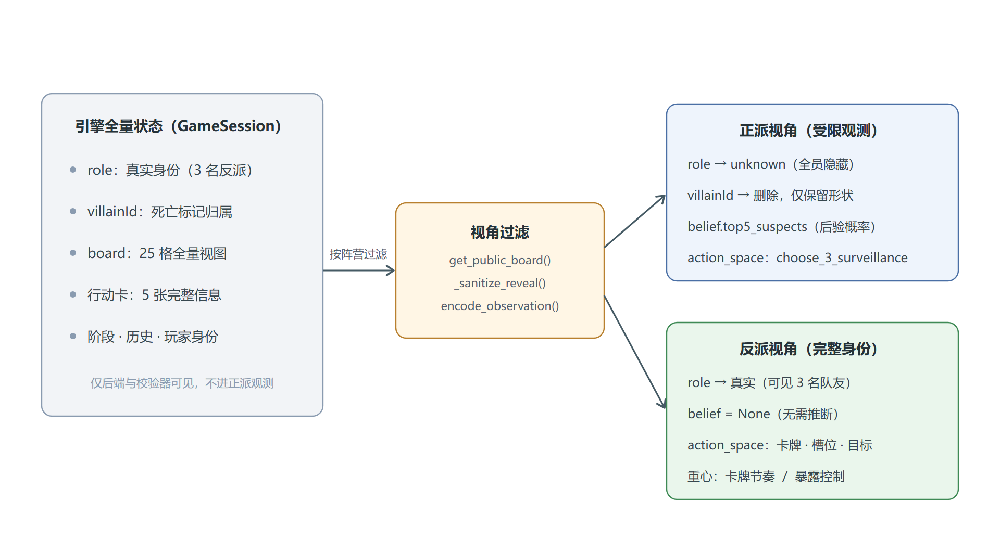 引擎全量状态（GameSession）
role：真实身份（3 名反派）
villainId：死亡标记归属
board：25 格全量视图
行动卡：5 张完整信息
阶段 · 历史 · 玩家身份
仅后端与校验器可见，不进正派观测
按阵营过滤
视角过滤
get_public_board()
_sanitize_reveal()
encode_observation()
正派视角（受限观测）
role → unknown（全员隐藏）
villainId → 删除，仅保留形状
belief.top5_suspects（后验概率）
action_space：choose_3_surveillance
反派视角（完整身份）
role → 真实（可见 3 名队友）
belief = None（无需推断）
action_space：卡牌 · 槽位 · 目标
重心：卡牌节奏 / 暴露控制